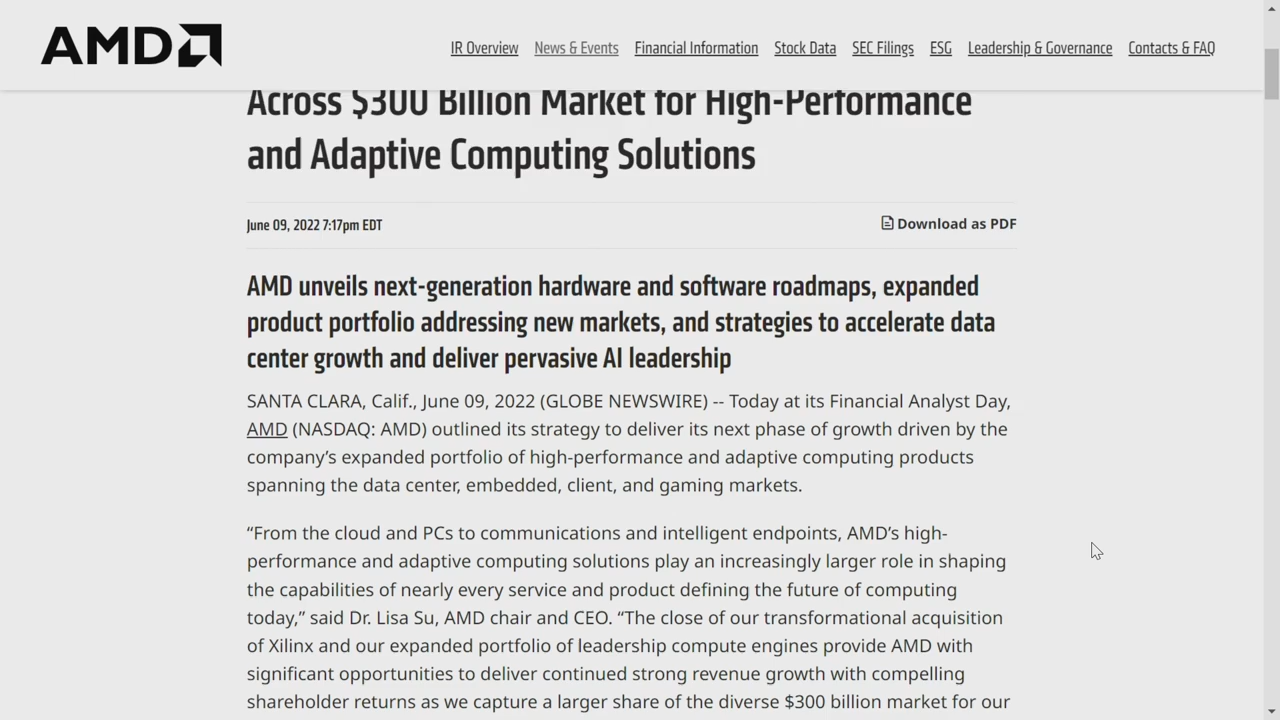 AMD
IR Overview News & Events Financial Information Stock Data SEC Filings ESG Leadership & Governance Contacts & FAQ
Across $300 Billion Market for High-Performance
and Adaptive Computing Solutions
June 09, 2022 7:17pm EDT
Download as PDF
AMD unveils next-generation hardware and software roadmaps, expanded
product portfolio addressing new markets, and strategies to accelerate data
center growth and deliver pervasive AI leadership
SANTA CLARA, Calif., June 09, 2022 (GLOBE NEWSWIRE) -- Today at its Financial Analyst Day,
AMD (NASDAQ: AMD) outlined its strategy to deliver its next phase of growth driven by the
company’s expanded portfolio of high-performance and adaptive computing products
spanning the data center, embedded, client, and gaming markets.
“From the cloud and PCs to communications and intelligent endpoints, AMD’s high-
performance and adaptive computing solutions play an increasingly larger role in shaping
the capabilities of nearly every service and product defining the future of computing
today,” said Dr. Lisa Su, AMD chair and CEO. “The close of our transformational acquisition
of Xilinx and our expanded portfolio of leadership compute engines provide AMD with
significant opportunities to deliver continued strong revenue growth with compelling
shareholder returns as we capture a larger share of the diverse $300 billion market for our